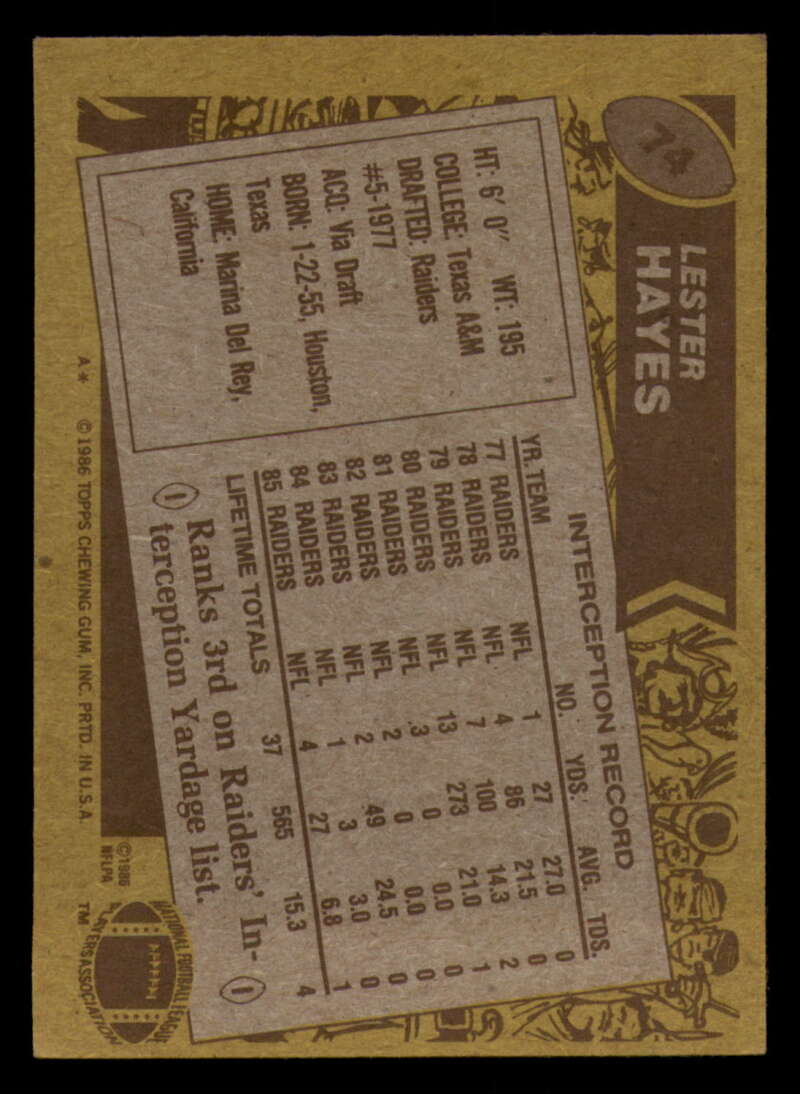 74
LESTER
HAYES
HT: 6' 0" WT: 195
COLLEGE: Texas A&M
DRAFTED: Raiders
#5-1977
ACQ: Via Draft
BORN: 1-22-55, Houston,
Texas
HOME: Marina Del Rey,
California
INTERCEPTION RECORD
YR. TEAM NO. YDS. AVG. TDS.
77 RAIDERS NFL 1 27 27.0 0
78 RAIDERS NFL 4 86 21.5 0
79 RAIDERS NFL 7 100 14.3 2
80 RAIDERS NFL 13 273 21.0 1
81 RAIDERS NFL 3 0 0.0 0
82 RAIDERS NFL 2 0 0.0 0
83 RAIDERS NFL 2 49 24.5 0
84 RAIDERS NFL 1 3 3.0 0
85 RAIDERS NFL 4 27 6.8 1
LIFETIME TOTALS 37 565 15.3 4
Ranks 3rd on Raiders' In-
terception Yardage list.
A* ©1986 TOPPS CHEWING GUM, INC. PRTD. IN U.S.A.
©1986
NFLPA
NATIONAL FOOTBALL LEAGUE
PLAYERS ASSOCIATION
TM